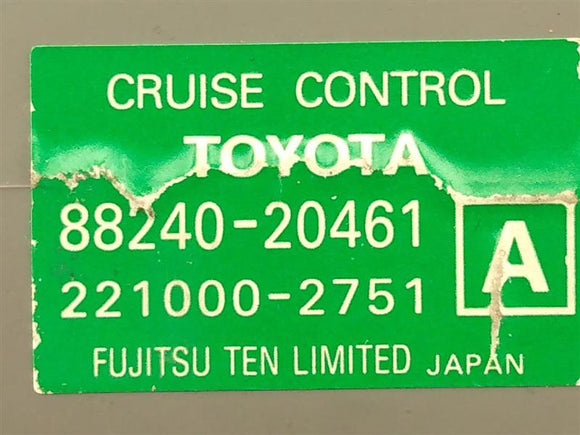 CRUISE CONTROL
TOYOTA
88240-20461
A
221000-2751
FUJITSU TEN LIMITED JAPAN